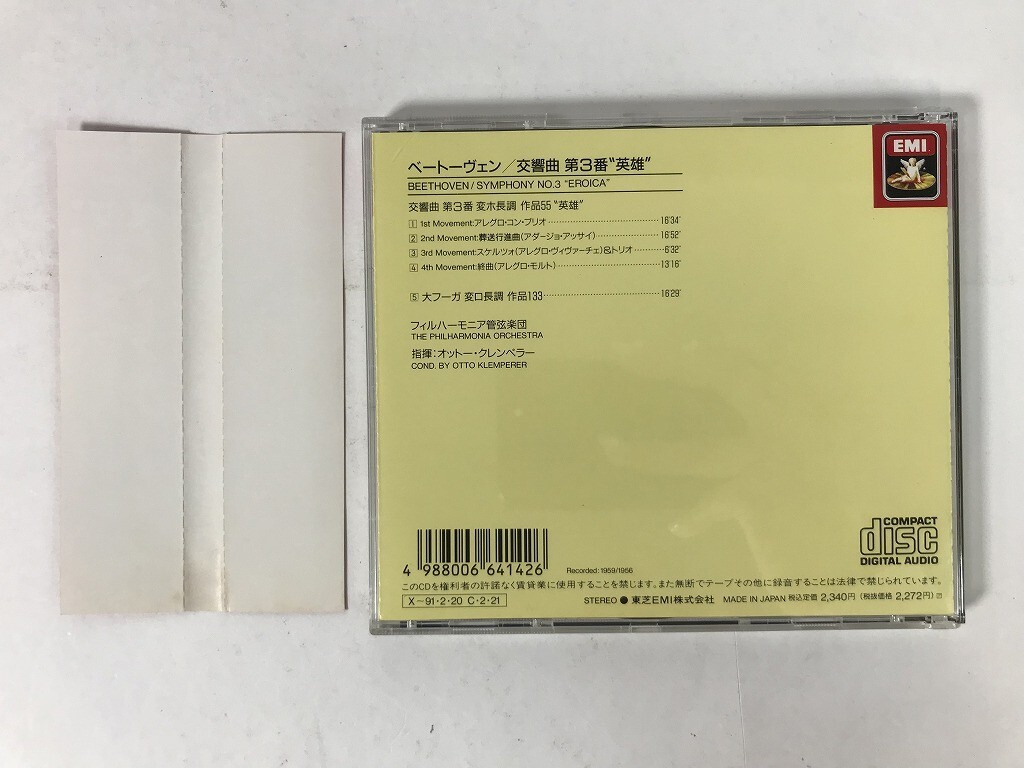 ベートーヴェン/交響曲 第3番"英雄"
BEETHOVEN/SYMPHONY NO.3 "EROICA"
交響曲 第3番 変ホ長調 作品55 "英雄"
1 1st Movement:アレグロ・コン・ブリオ 16'34"
2 2nd Movement:葬送行進曲(アダージョ・アッサイ) 16'52"
3 3rd Movement:スケルツォ(アレグロ・ヴィヴァーチェ)&トリオ 6'32"
4 4th Movement:終曲(アレグロ・モルト) 13'16"
5 大フーガ 変ロ長調 作品133 16'29"
フィルハーモニア管弦楽団
THE PHILHARMONIA ORCHESTRA
指揮:オットー・クレンペラー
COND. BY OTTO KLEMPERER
EMI
COMPACT
disc
DIGITAL AUDIO
4 988006 641426
Recorded: 1959/1956
このCDを権利者の許諾なく賃貸業に使用することを禁じます。また無断でテープその他に録音することは法律で禁じられています。
X〜91・2・20 C・2・21
STEREO ● 東芝EMI株式会社 MADE IN JAPAN 税込定価 2,340円 (税抜価格 2,272円)